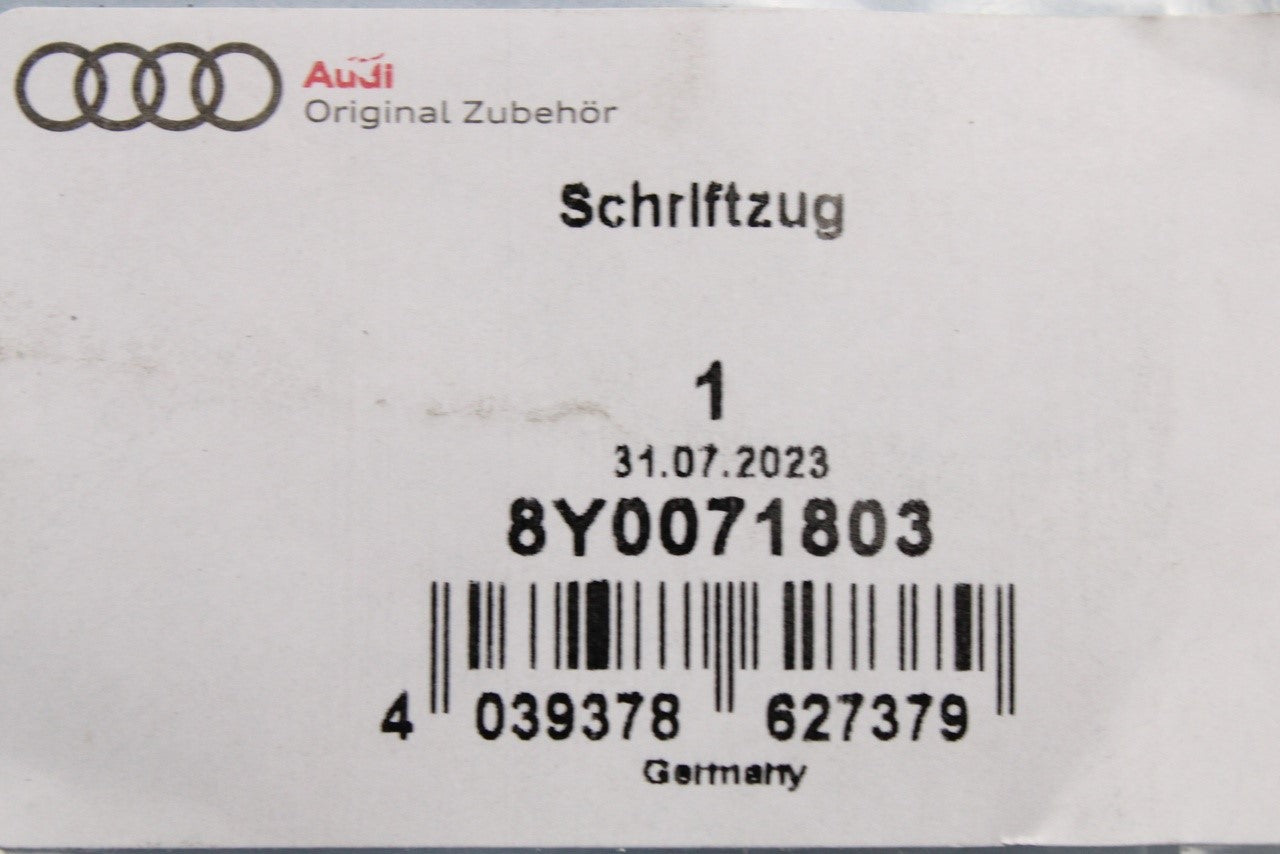 Audi
Original Zubehör
Schriftzug
1
31.07.2023
8Y0071803
4 039378 627379
Germany